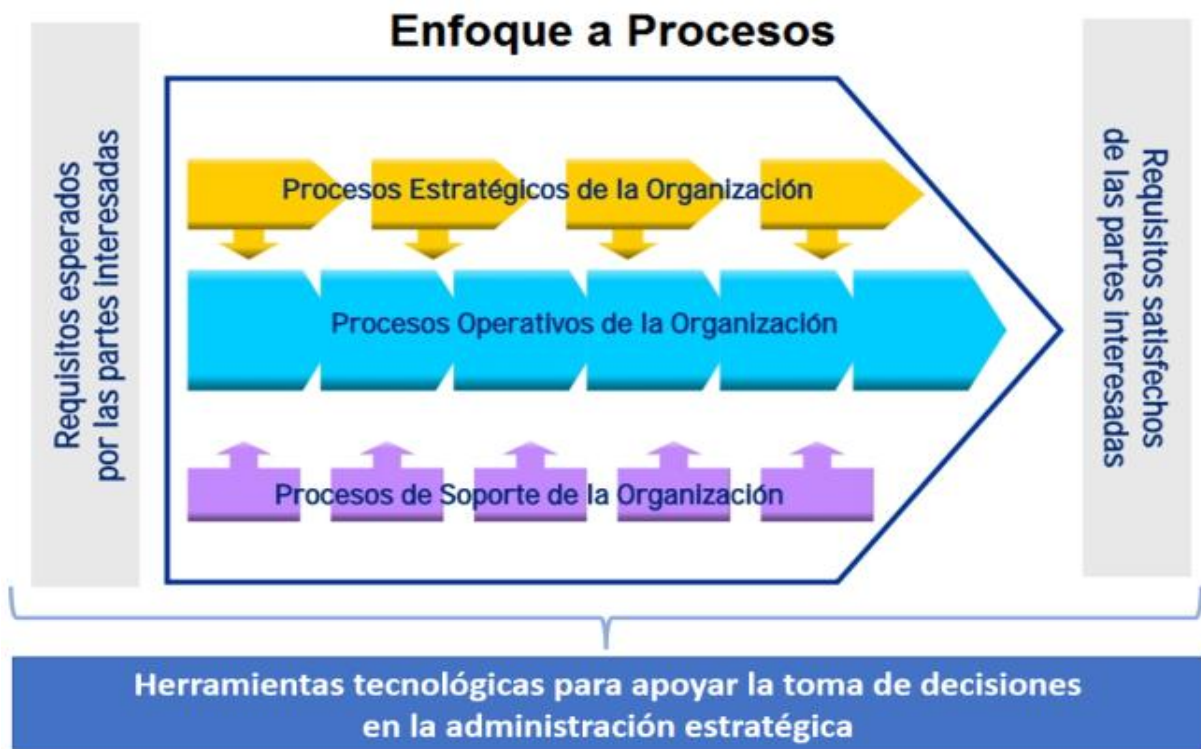 Enfoque a Procesos
Requisitos esperados
por las partes interesadas
Procesos Estratégicos de la Organización
Procesos Operativos de la Organización
Procesos de Soporte de la Organización
Requisitos satisfechos
de las partes interesadas
Herramientas tecnológicas para apoyar la toma de decisiones
en la administración estratégica